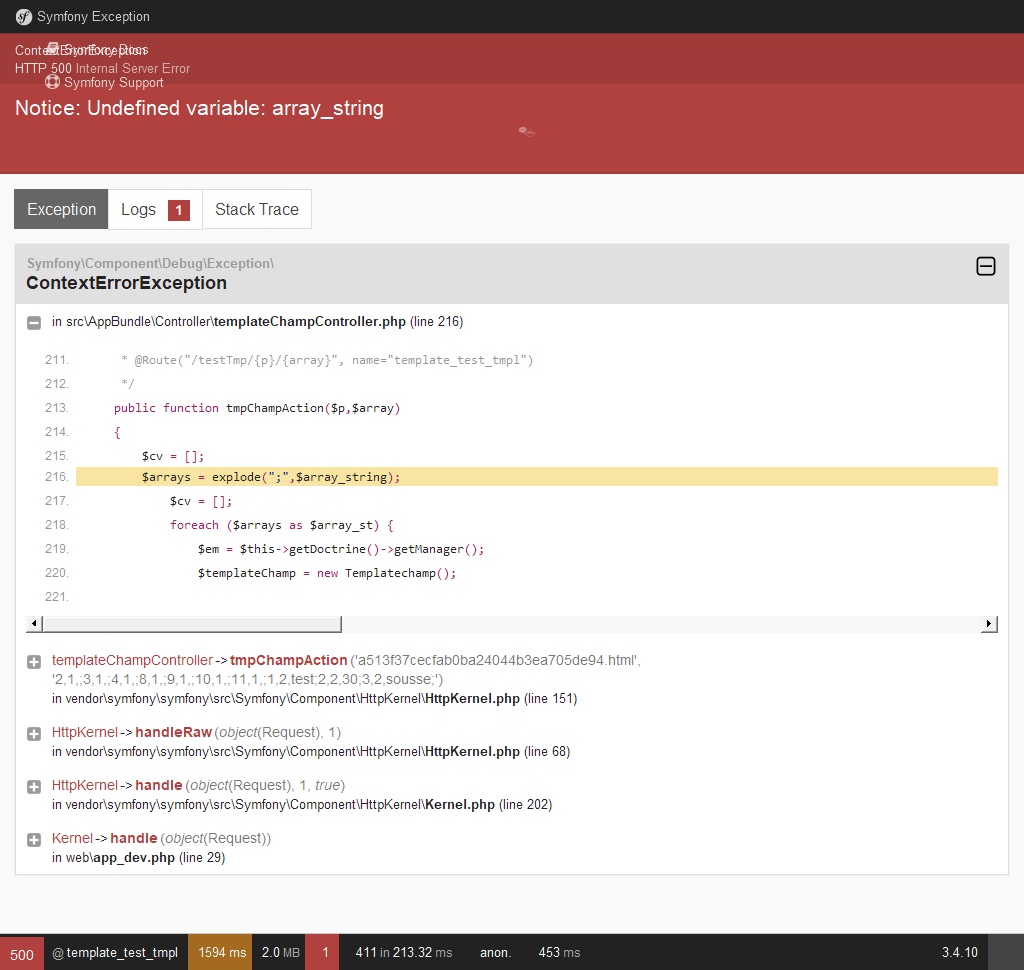 Symfony Exception
ContextErrorException
Symfony Docs
HTTP 500 Internal Server Error
Symfony Support
Notice: Undefined variable: array_string
Exception Logs 1 Stack Trace
Symfony\Component\Debug\Exception\
ContextErrorException
in src\AppBundle\Controller\templateChampController.php (line 216)
211. * @Route("/testTmp/{p}/{array}", name="template_test_tmpl")
212. */
213. public function tmpChampAction($p,$array)
214. {
215. $cv = [];
216. $arrays = explode(";",$array_string);
217. $cv = [];
218. foreach ($arrays as $array_st) {
219. $em = $this->getDoctrine()->getManager();
220. $templateChamp = new Templatechamp();
221.
templateChampController->tmpChampAction('a513f37cecfab0ba24044b3ea705de94.html',
'2,1,;3,1,;4,1,;8,1,;9,1,;10,1,;11,1,;1,2,test;2,2,30;3,2,sousse;')
in vendor\symfony\symfony\src\Symfony\Component\HttpKernel\HttpKernel.php (line 151)
HttpKernel->handleRaw(object(Request), 1)
in vendor\symfony\symfony\src\Symfony\Component\HttpKernel\HttpKernel.php (line 68)
HttpKernel->handle(object(Request), 1, true)
in vendor\symfony\symfony\src\Symfony\Component\HttpKernel\Kernel.php (line 202)
Kernel->handle(object(Request))
in web\app_dev.php (line 29)
500 @ template_test_tmpl 1594 ms 2.0 MB 1 411 in 213.32 ms anon. 453 ms 3.4.10